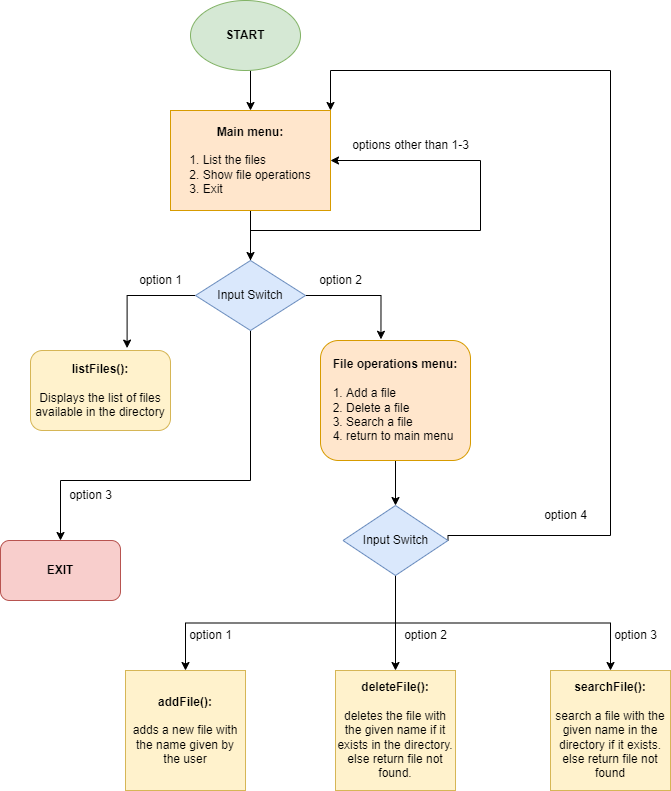 START
Main menu:
1. List the files
2. Show file operations
3. Exit
options other than 1-3
option 1
Input Switch
option 2
listFiles():
Displays the list of files
available in the directory
File operations menu:
1. Add a file
2. Delete a file
3. Search a file
4. return to main menu
option 3
option 4
Input Switch
EXIT
option 1
option 2
option 3
addFile():
adds a new file with
the name given by
the user
deleteFile():
deletes the file with
the given name if it
exists in the directory.
else return file not
found.
searchFile():
search a file with the
given name in the
directory if it exists.
else return file not
found